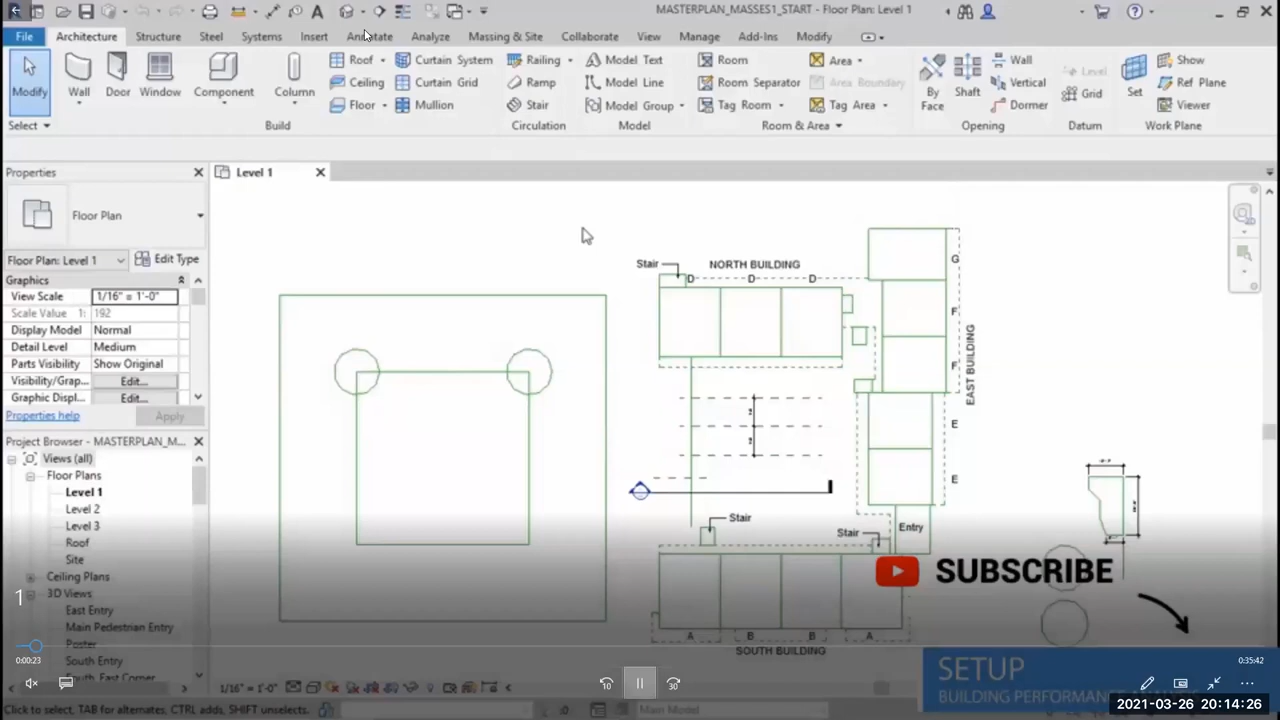 MASTERPLAN_MASSES1_START - Floor Plan: Level 1
File Architecture Structure Steel Systems Insert Annotate Analyze Massing & Site Collaborate View Manage Add-Ins Modify
Modify Wall Door Window Component Column
Roof Curtain System Railing Model Text Room Area
Ceiling Curtain Grid Ramp Model Line Room Separator Area Boundary
Floor Mullion Stair Model Group Tag Room Tag Area
By Face Shaft Wall Vertical Dormer
Level Grid
Set Show Ref Plane Viewer
Select Build Circulation Model Room & Area Opening Datum Work Plane
Properties
Level 1
Floor Plan
Floor Plan: Level 1 Edit Type
Graphics
View Scale 1/16" = 1'-0"
Scale Value 1: 192
Display Model Normal
Detail Level Medium
Parts Visibility Show Original
Visibility/Grap... Edit...
Graphic Displ... Edit...
Properties help Apply
Project Browser - MASTERPLAN_M...
Views (all)
Floor Plans
Level 1
Level 2
Level 3
Roof
Site
Ceiling Plans
3D Views
East Entry
Main Pedestrian Entry
Poster
South Entry
Stair
NORTH BUILDING
D D D
G
F
F
EAST BUILDING
E
E
Stair
Stair
Entry
A B B A
SOUTH BUILDING
SUBSCRIBE
SETUP
BUILDING PERFORMANCE
1
0:00:23
0:35:42
10
30
1/16" = 1'-0"
Click to select, TAB for alternates, CTRL adds, SHIFT unselects.
:0
Main Model
2021-03-26 20:14:26